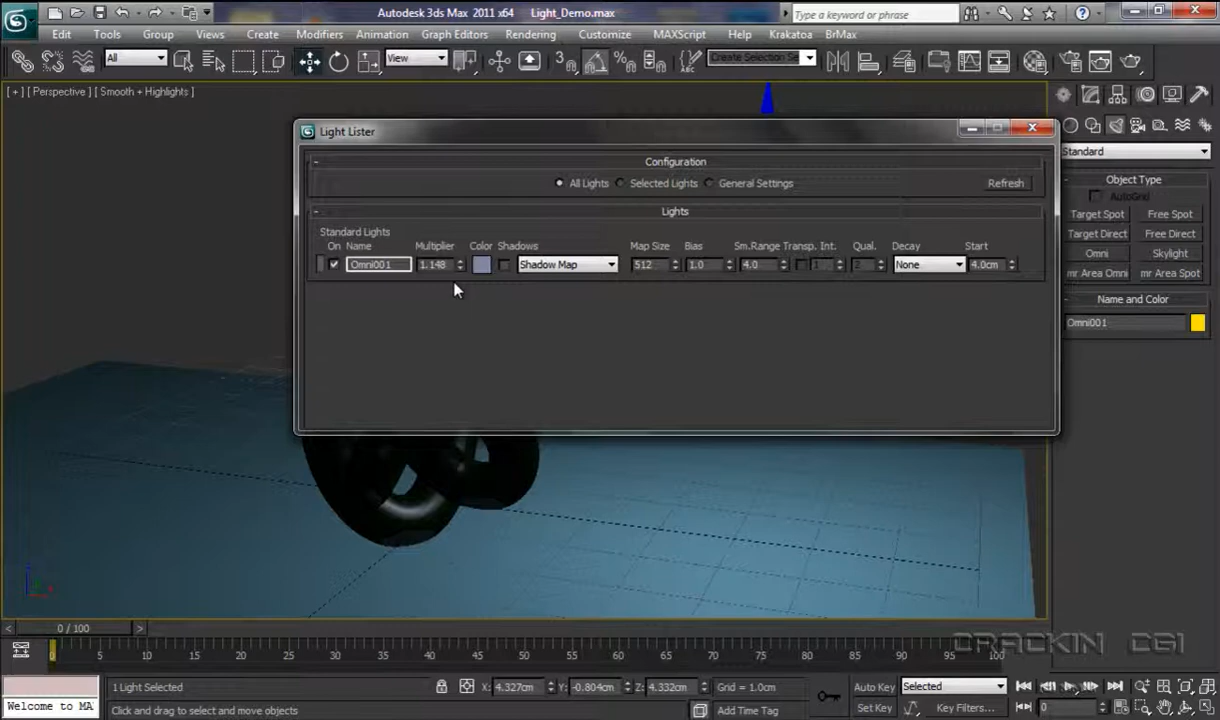 Autodesk 3ds Max 2011 x64 Light_Demo.max
Type a keyword or phrase
Edit Tools Group Views Create Modifiers Animation Graph Editors Rendering Customize MAXScript Help Krakatoa BrMax
All View Create Selection Se
[ + ] [ Perspective ] [ Smooth + Highlights ]
Light Lister
Standard
Configuration
Object Type
All Lights Selected Lights General Settings Refresh
AutoGrid
Lights
Target Spot Free Spot
Standard Lights
Target Direct Free Direct
On Name Multiplier Color Shadows Map Size Bias Sm.Range Transp. Int. Qual. Decay Start
Omni Skylight
Omni001 1.148 Shadow Map 512 1.0 4.0 1 2 None 4.0cm
mr Area Omni mr Area Spot
Name and Color
Omni001
0 / 100
0 5 10 15 20 25 30 35 40 45 50 55 60 65 70 75 80 85 90 95 100
CRACKIN CGI
1 Light Selected X: 4.327cm Y: -0.804cm Z: 4.332cm Grid = 1.0cm Auto Key Selected
Welcome to MA Click and drag to select and move objects Add Time Tag Set Key Key Filters... 0